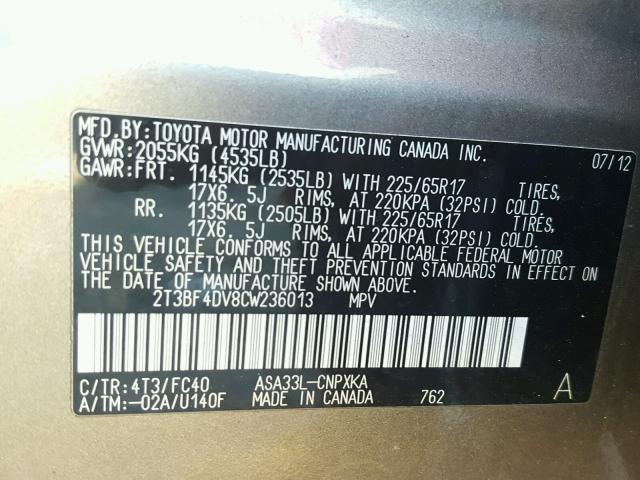 MFD.BY:TOYOTA MOTOR MANUFACTURING CANADA INC. 07/12
GVWR:2055KG (4535LB)
GAWR:FRT. 1145KG (2535LB) WITH 225/65R17 TIRES,
17X6.5J RIMS, AT 220KPA (32PSI) COLD
RR. 1135KG (2505LB) WITH 225/65R17 TIRES,
17X6.5J RIMS, AT 220KPA (32PSI) COLD.
THIS VEHICLE CONFORMS TO ALL APPLICABLE FEDERAL MOTOR
VEHICLE SAFETY AND THEFT PREVENTION STANDARDS IN EFFECT ON
THE DATE OF MANUFACTURE SHOWN ABOVE.
2T3BF4DV8CW236013 MPV
C/TR:4T3/FC40 ASA33L-CNPXKA A
A/TM:-02A/U140F MADE IN CANADA 762